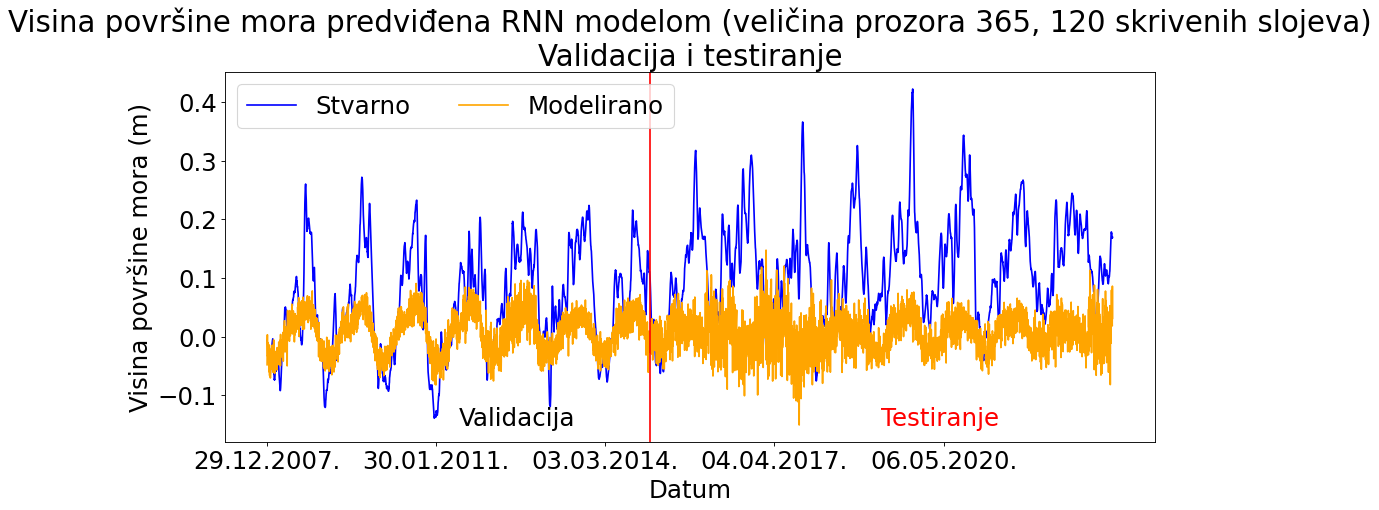 Visina površine mora predviđena RNN modelom (veličina prozora 365, 120 skrivenih slojeva)
Validacija i testiranje
Stvarno Modelirano
Visina površine mora (m)
0.4
0.3
0.2
0.1
0.0
−0.1
Validacija Testiranje
29.12.2007. 30.01.2011. 03.03.2014. 04.04.2017. 06.05.2020.
Datum